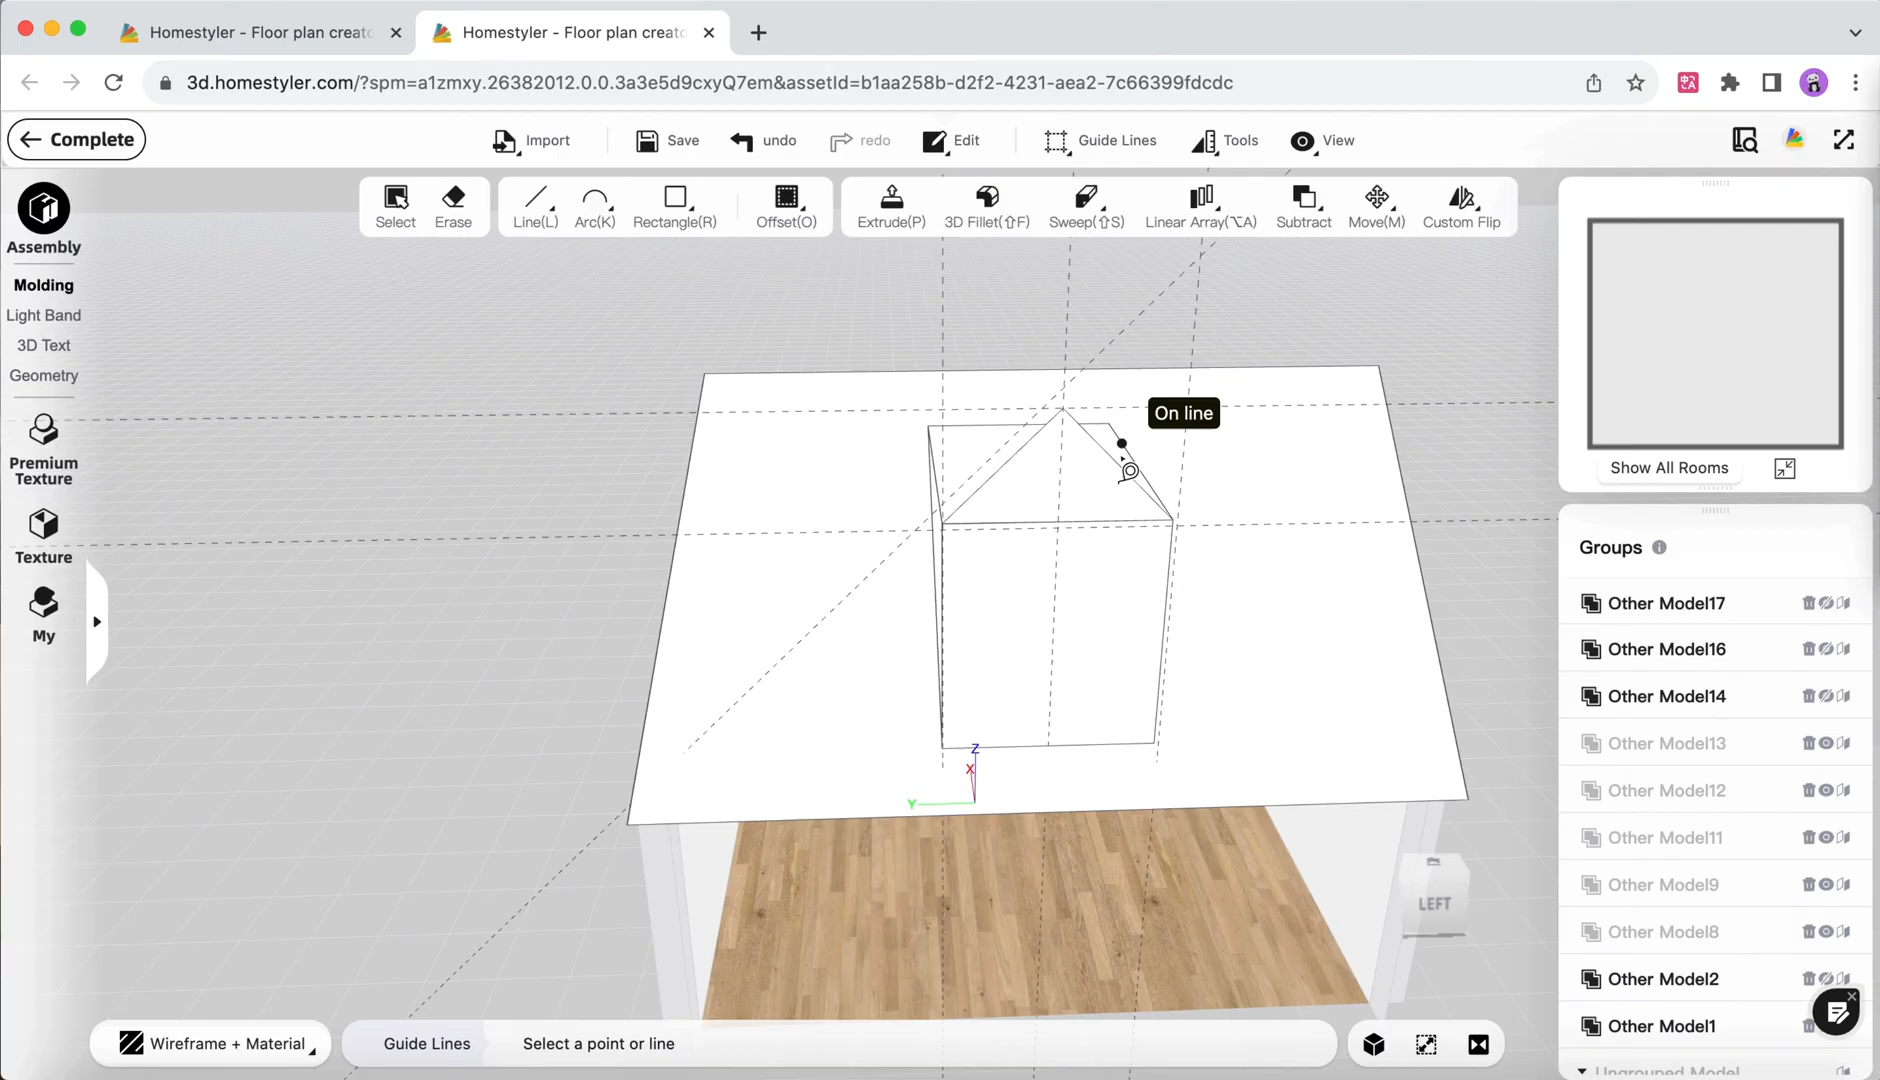 Homestyler - Floor plan creato
Homestyler - Floor plan creato
3d.homestyler.com/?spm=a1zmxy.26382012.0.0.3a3e5d9cxyQ7em&assetId=b1aa258b-d2f2-4231-aea2-7c66399fdcdc
Complete
Import
Save
undo
redo
Edit
Guide Lines
Tools
View
Select
Erase
Line(L)
Arc(K)
Rectangle(R)
Offset(O)
Extrude(P)
3D Fillet(⇧F)
Sweep(⇧S)
Linear Array(⌥A)
Subtract
Move(M)
Custom Flip
Assembly
Molding
Light Band
3D Text
Geometry
Premium
Texture
Texture
My
On line
Z
X
Y
LEFT
Show All Rooms
Groups
Other Model17
Other Model16
Other Model14
Other Model13
Other Model12
Other Model11
Other Model9
Other Model8
Other Model2
Other Model1
Ungrouped Model
Wireframe + Material
Guide Lines
Select a point or line